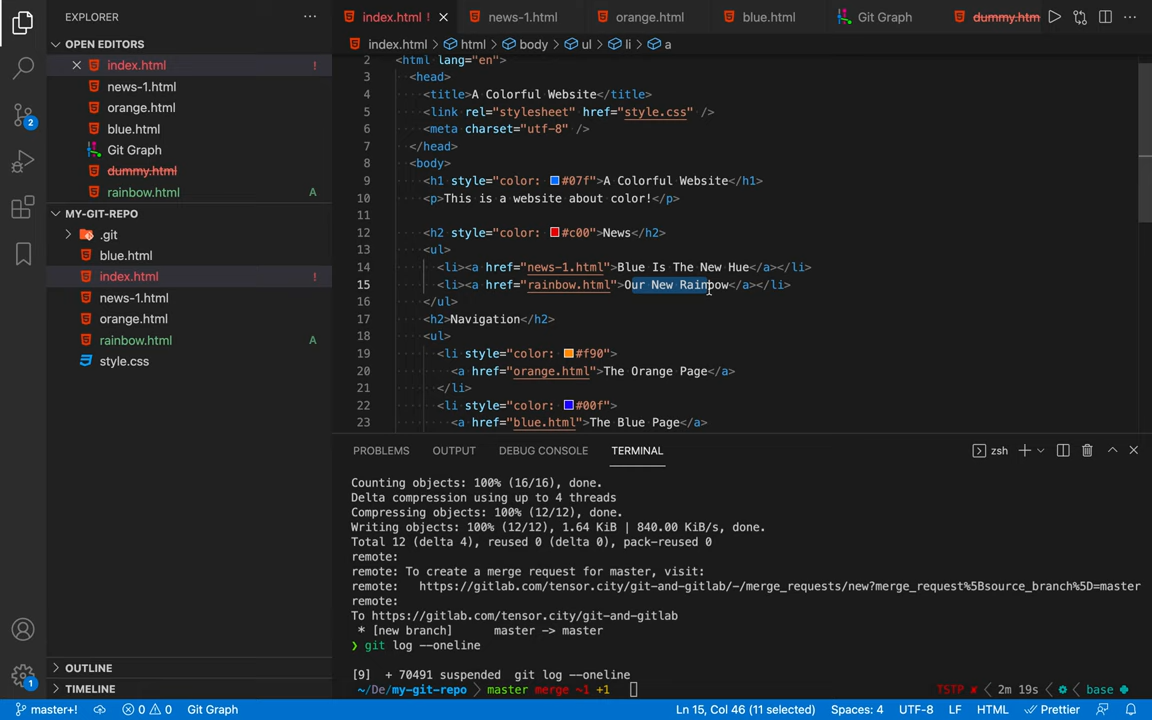 EXPLORER
OPEN EDITORS
index.html !
news-1.html
orange.html
blue.html
Git Graph
dummy.html
rainbow.html A
MY-GIT-REPO
.git
blue.html
index.html !
news-1.html
orange.html
rainbow.html A
style.css
OUTLINE
TIMELINE
2
1
index.html ! news-1.html orange.html blue.html Git Graph dummy.htm
index.html > html > body > ul > li > a
2 <html lang="en">
3 <head>
4 <title>A Colorful Website</title>
5 <link rel="stylesheet" href="style.css" />
6 <meta charset="utf-8" />
7 </head>
8 <body>
9 <h1 style="color: #07f">A Colorful Website</h1>
10 <p>This is a website about color!</p>
11
12 <h2 style="color: #c00">News</h2>
13 <ul>
14 <li><a href="news-1.html">Blue Is The New Hue</a></li>
15 <li><a href="rainbow.html">Our New Rainbow</a></li>
16 </ul>
17 <h2>Navigation</h2>
18 <ul>
19 <li style="color: #f90">
20 <a href="orange.html">The Orange Page</a>
21 </li>
22 <li style="color: #00f">
23 <a href="blue.html">The Blue Page</a>
PROBLEMS OUTPUT DEBUG CONSOLE TERMINAL zsh
Counting objects: 100% (16/16), done.
Delta compression using up to 4 threads
Compressing objects: 100% (12/12), done.
Writing objects: 100% (12/12), 1.64 KiB | 840.00 KiB/s, done.
Total 12 (delta 4), reused 0 (delta 0), pack-reused 0
remote:
remote: To create a merge request for master, visit:
remote: https://gitlab.com/tensor.city/git-and-gitlab/-/merge_requests/new?merge_request%5Bsource_branch%5D=master
remote:
To https://gitlab.com/tensor.city/git-and-gitlab
* [new branch] master -> master
❯ git log --oneline
[9] + 70491 suspended git log --oneline
~/De/my-git-repo master merge ~1 +1 TSTP ✘ 2m 19s base
master+! 0 0 Git Graph Ln 15, Col 46 (11 selected) Spaces: 4 UTF-8 LF HTML Prettier